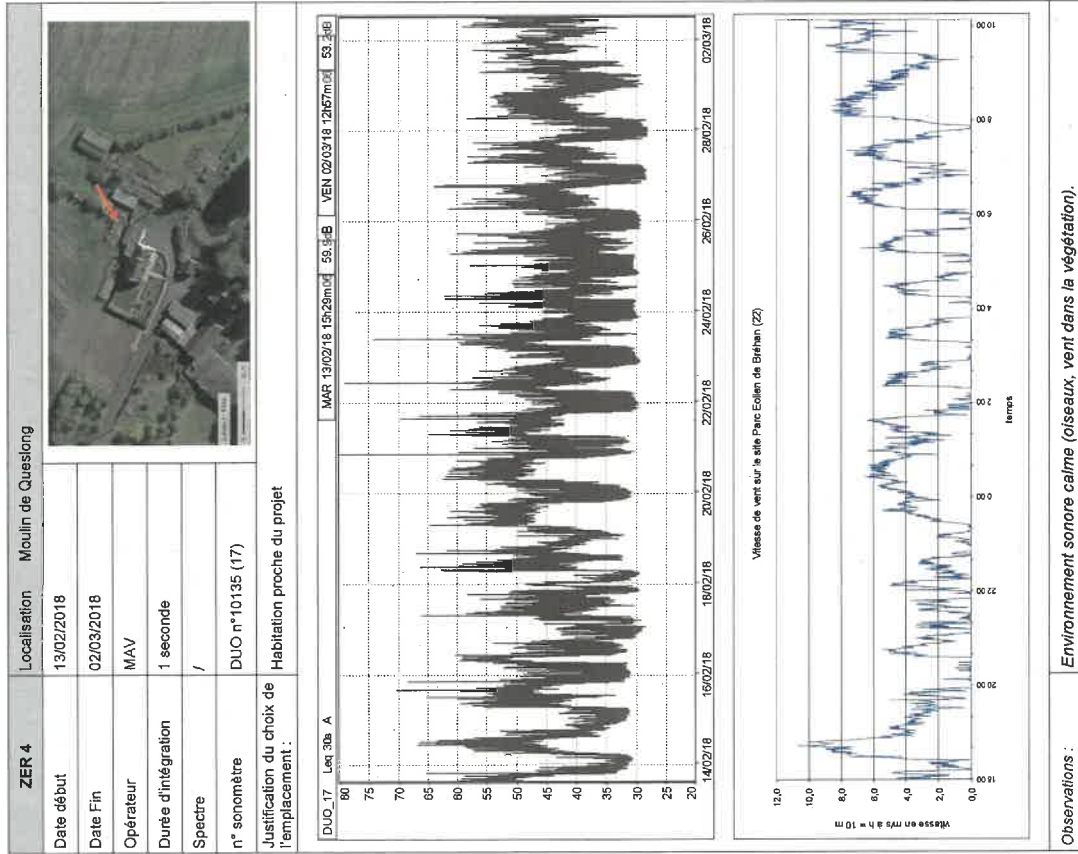 ZER 4 Localisation Moulin de Queslong
Date début 13/02/2018
Date Fin 02/03/2018
Opérateur MAV
Durée d'intégration 1 seconde
Spectre /
n° sonomètre DUO n°10135 (17)
Justification du choix de l'emplacement : Habitation proche du projet
DUO_17 Leq 30s A MAR 13/02/18 15h29m06 59.9dB VEN 02/03/18 12h57m06 53.2dB
80
75
70
65
60
55
50
45
40
35
30
25
20
14/02/18 16/02/18 18/02/18 20/02/18 22/02/18 24/02/18 26/02/18 28/02/18 02/03/18
Vitesse de vent sur le site Parc Eolien de Bréhan (22)
vitesse en m/s à h = 10 m
12,0
10,0
8,0
6,0
4,0
2,0
0,0
18:00 20:00 22:00 0:00 2:00 4:00 6:00 8:00 10:00
temps
Observations : Environnement sonore calme (oiseaux, vent dans la végétation).